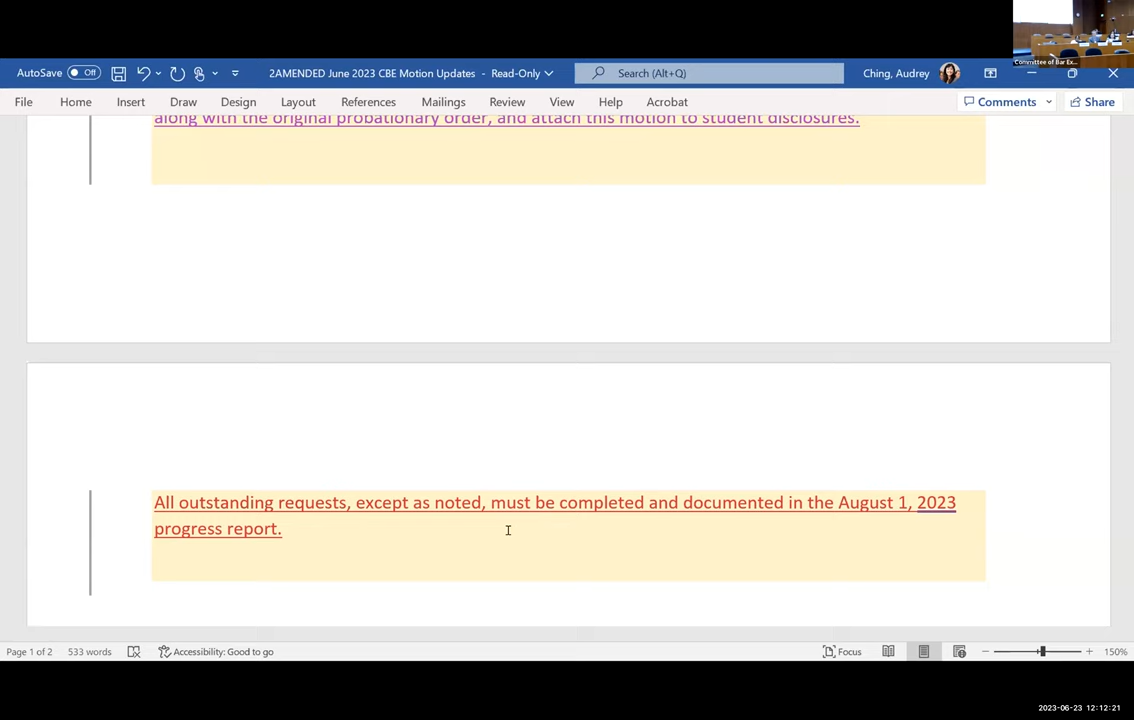 Committee of Bar Ex...
AutoSave Off 2AMENDED June 2023 CBE Motion Updates - Read-Only Search (Alt+Q) Ching, Audrey
File Home Insert Draw Design Layout References Mailings Review View Help Acrobat Comments Share
along with the original probationary order, and attach this motion to student disclosures.
All outstanding requests, except as noted, must be completed and documented in the August 1, 2023
progress report.
Page 1 of 2 533 words Accessibility: Good to go Focus 150%
2023-06-23 12:12:21